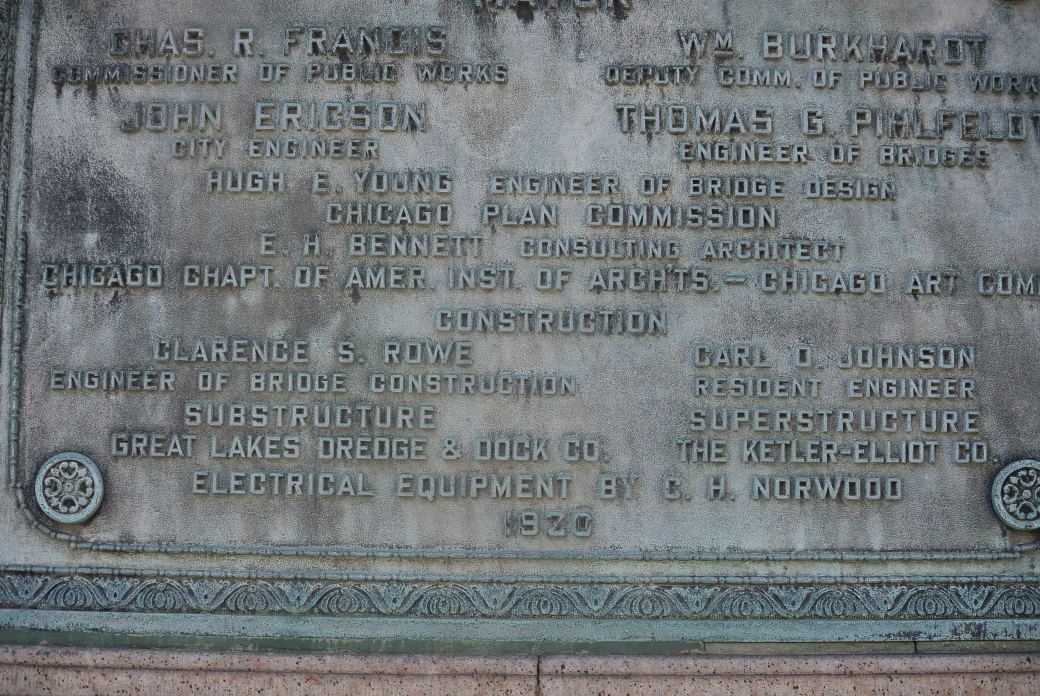 MAYOR
CHAS. R. FRANCIS WM. BURKHARDT
COMMISSIONER OF PUBLIC WORKS DEPUTY COMM. OF PUBLIC WORK
JOHN ERICSON THOMAS G. PIHLFELDT
CITY ENGINEER ENGINEER OF BRIDGES
HUGH E. YOUNG ENGINEER OF BRIDGE DESIGN
CHICAGO PLAN COMMISSION
E. H. BENNETT CONSULTING ARCHITECT
CHICAGO CHAPT. OF AMER. INST. OF ARCH'TS. — CHICAGO ART COM
CONSTRUCTION
CLARENCE S. ROWE CARL O. JOHNSON
ENGINEER OF BRIDGE CONSTRUCTION RESIDENT ENGINEER
SUBSTRUCTURE SUPERSTRUCTURE
GREAT LAKES DREDGE & DOCK CO. THE KETLER-ELLIOT CO.
ELECTRICAL EQUIPMENT BY C. H. NORWOOD
1920